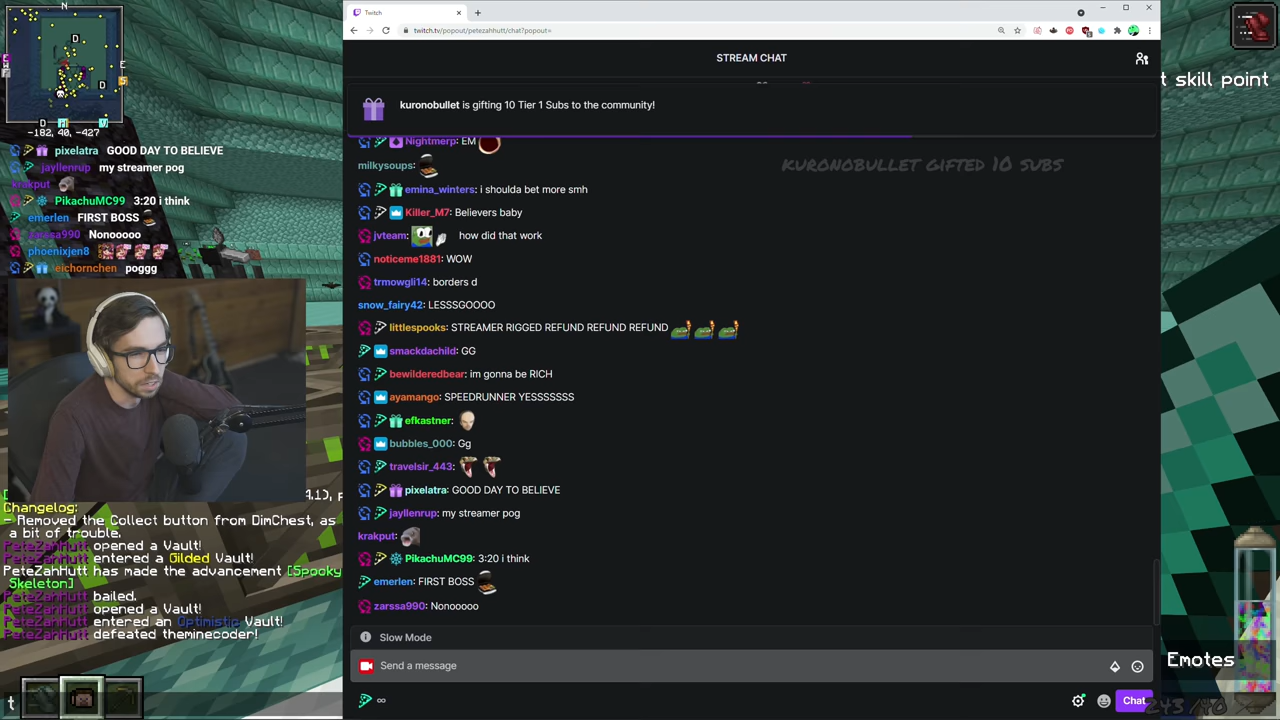 N
D
E
D
D
-182, 40, -427
pixelatra GOOD DAY TO BELIEVE
jayllenrup my streamer pog
krakput
PikachuMC99 3:20 i think
emerlen FIRST BOSS
zarssa990 Nonooooo
phoenixjen8
eichornchen poggg
4.1), p
Changelog:
- Removed the Collect button from DimChest, as
a bit of trouble.
PeteZahHutt opened a Vault!
PeteZahHutt entered a Gilded Vault!
PeteZahHutt has made the advancement [Spooky
Skeleton]
PeteZahHutt bailed.
PeteZahHutt opened a Vault!
PeteZahHutt entered an Optimistic Vault!
PeteZahHutt defeated theminecoder!
t
Twitch
twitch.tv/popout/petezahhutt/chat?popout=
STREAM CHAT
kuronobullet is gifting 10 Tier 1 Subs to the community!
KURONOBULLET GIFTED 10 SUBS
Nightmerp: EM
milkysoups:
emina_winters: i shoulda bet more smh
Killer_M7: Believers baby
jvteam: how did that work
noticeme1881: WOW
trmowgli14: borders d
snow_fairy42: LESSSGOOOO
littlespooks: STREAMER RIGGED REFUND REFUND REFUND
smackdachild: GG
bewilderedbear: im gonna be RICH
ayamango: SPEEDRUNNER YESSSSSSS
efkastner:
bubbles_000: Gg
travelsir_443:
pixelatra: GOOD DAY TO BELIEVE
jayllenrup: my streamer pog
krakput:
PikachuMC99: 3:20 i think
emerlen: FIRST BOSS
zarssa990: Nonooooo
Slow Mode
Send a message
∞
Chat
t skill point
Emotes
243/40